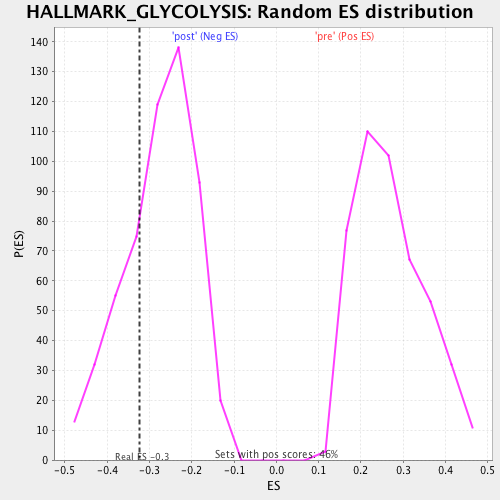 HALLMARK_GLYCOLYSIS: Random ES distribution
'post' (Neg ES) 'pre' (Pos ES)
140
130
120
110
100
90
80
70
60
50
40
30
20
10
0
P(ES)
Real ES -0.3 Sets with pos scores: 46%
-0.5 -0.4 -0.3 -0.2 -0.1 0.0 0.1 0.2 0.3 0.4 0.5
ES